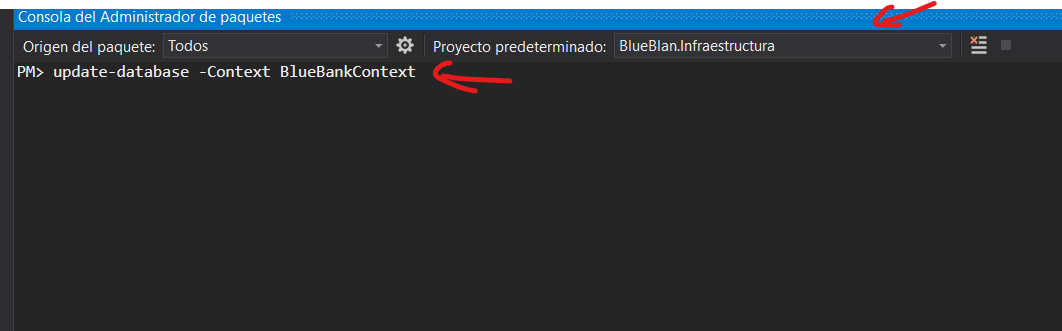 Consola del Administrador de paquetes
Origen del paquete: Todos Proyecto predeterminado: BlueBlan.Infraestructura
PM> update-database -Context BlueBankContext